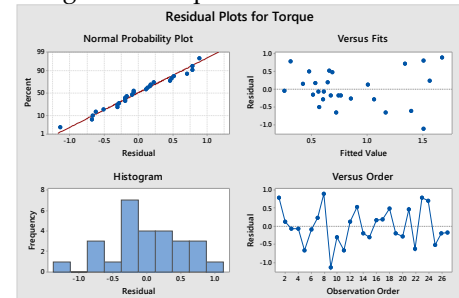 Residual Plots for Torque
Normal Probability Plot
Percent
99
90
50
10
1
-1.0 -0.5 0.0 0.5 1.0
Residual
Versus Fits
Residual
1.0
0.5
0.0
-0.5
-1.0
0.5 1.0 1.5
Fitted Value
Histogram
Frequency
8
6
4
2
0
-1.0 -0.5 0.0 0.5 1.0
Residual
Versus Order
Residual
1.0
0.5
0.0
-0.5
-1.0
2 4 6 8 10 12 14 16 18 20 22 24 26
Observation Order